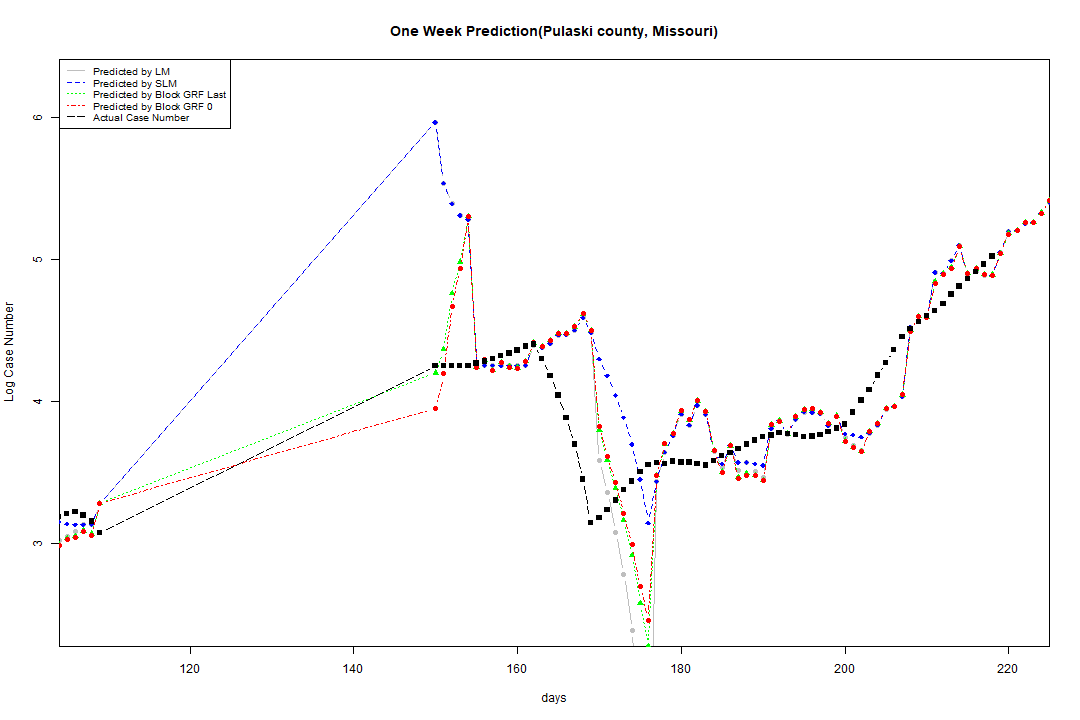 One Week Prediction(Pulaski county, Missouri)
Predicted by LM
Predicted by SLM
Predicted by Block GRF Last
Predicted by Block GRF 0
Actual Case Number
6
5
4
3
Log Case Number
120 140 160 180 200 220
days